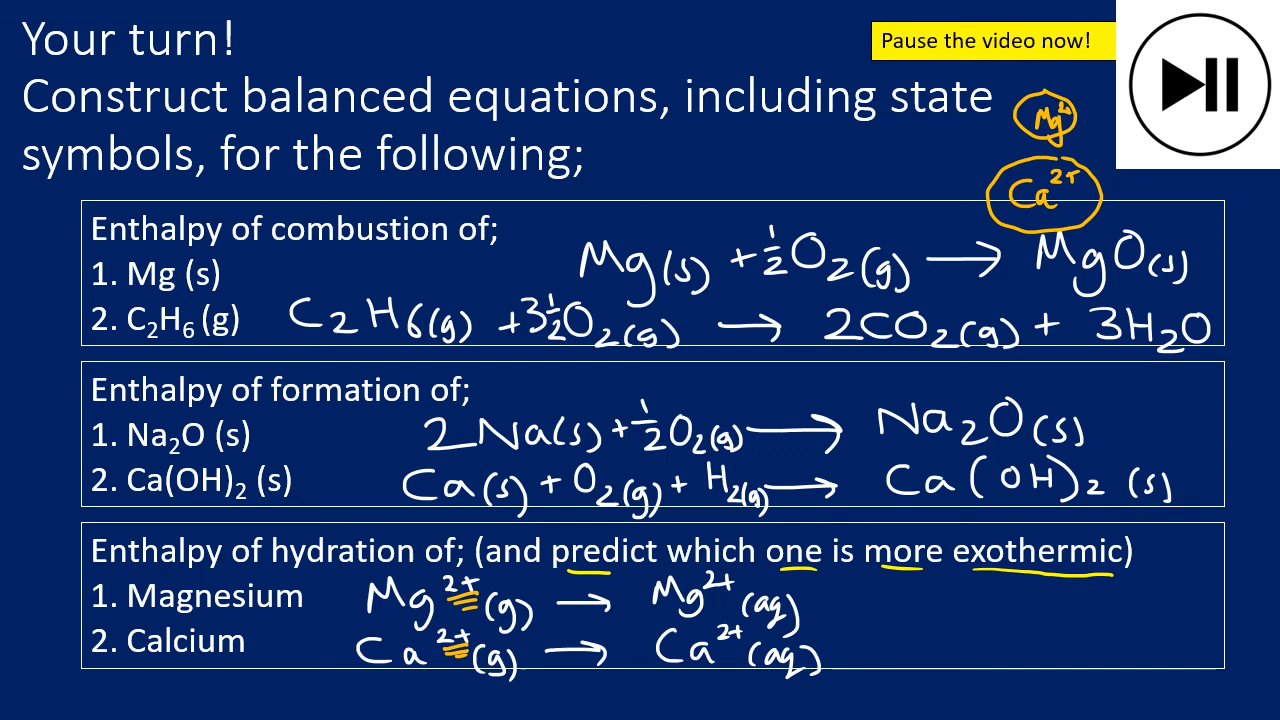 Your turn!
Pause the video now!
Construct balanced equations, including state
symbols, for the following;
Mg²⁺
Ca²⁺
Enthalpy of combustion of;
1. Mg (s) Mg(s) + ½O₂(g) → MgO(s)
2. C₂H₆ (g) C₂H₆(g) + 3½O₂(g) → 2CO₂(g) + 3H₂O
Enthalpy of formation of;
1. Na₂O (s) 2Na(s) + ½O₂(g) → Na₂O(s)
2. Ca(OH)₂ (s) Ca(s) + O₂(g) + H₂(g) → Ca(OH)₂ (s)
Enthalpy of hydration of; (and predict which one is more exothermic)
1. Magnesium Mg²⁺(g) → Mg²⁺(aq)
2. Calcium Ca²⁺(g) → Ca²⁺(aq)